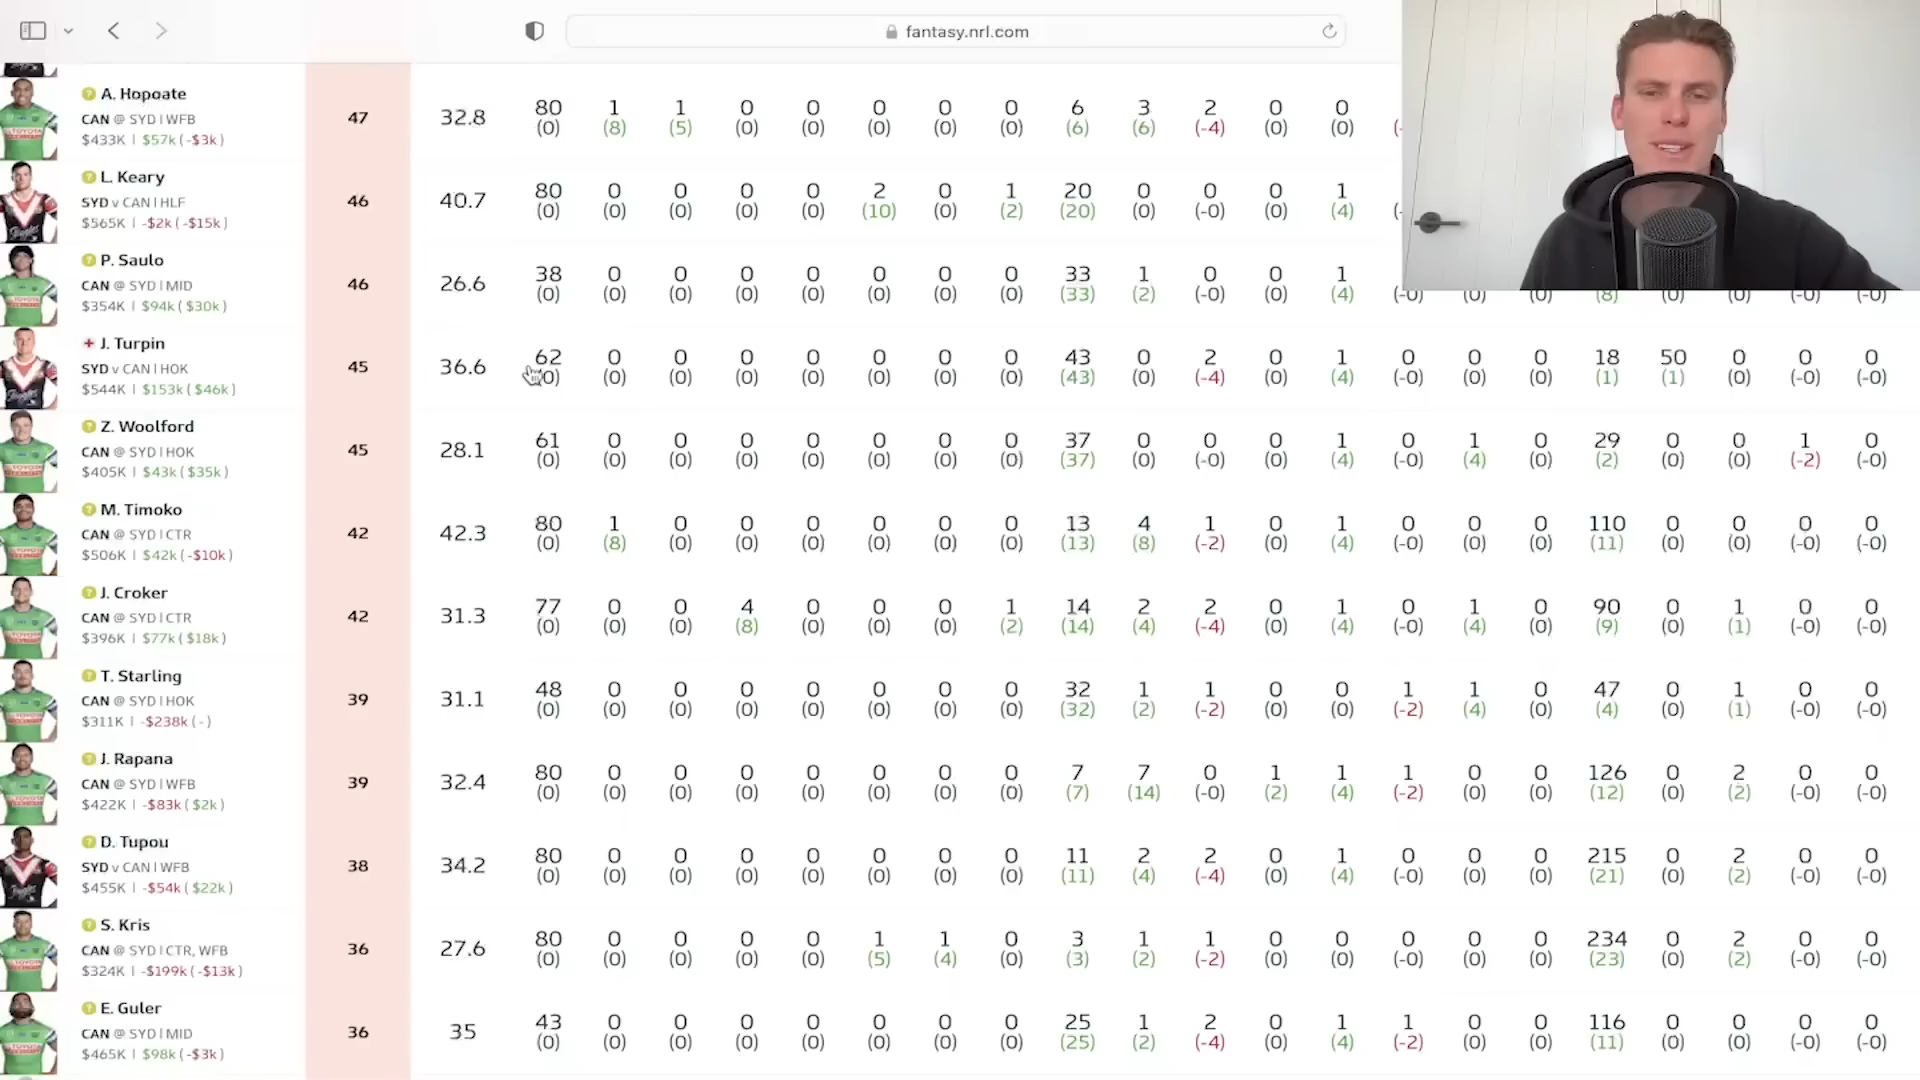 fantasy.nrl.com
A. Hopoate
CAN @ SYD | WFB
$433K | $57k ( -$3k )
47 32.8 80 1 1 0 0 0 0 0 6 3 2 0 0
(0) (8) (5) (0) (0) (0) (0) (0) (6) (6) (-4) (0) (0)
L. Keary
SYD v CAN | HLF
$565K | -$2k ( -$15k )
46 40.7 80 0 0 0 0 2 0 1 20 0 0 0 1
(0) (0) (0) (0) (0) (10) (0) (2) (20) (0) (-0) (0) (4)
P. Saulo
CAN @ SYD | MID
$354K | $94k ( $30k )
46 26.6 38 0 0 0 0 0 0 0 33 1 0 0 1
(0) (0) (0) (0) (0) (0) (0) (0) (33) (2) (-0) (0) (4) (-0) (0) (0) (8) (0) (0) (-0) (-0)
J. Turpin
SYD v CAN | HOK
$544K | $153k ( $46k )
45 36.6 62 0 0 0 0 0 0 0 43 0 2 0 1 0 0 0 18 50 0 0 0
(0) (0) (0) (0) (0) (0) (0) (43) (0) (-4) (0) (4) (-0) (0) (0) (1) (1) (0) (-0) (-0)
Z. Woolford
CAN @ SYD | HOK
$405K | $43k ( $35k )
45 28.1 61 0 0 0 0 0 0 0 37 0 0 0 1 0 1 0 29 0 0 1 0
(0) (0) (0) (0) (0) (0) (0) (0) (37) (0) (-0) (0) (4) (-0) (4) (0) (2) (0) (0) (-2) (-0)
M. Timoko
CAN @ SYD | CTR
$506K | $42k ( -$10k )
42 42.3 80 1 0 0 0 0 0 0 13 4 1 0 1 0 0 0 110 0 0 0 0
(0) (8) (0) (0) (0) (0) (0) (0) (13) (8) (-2) (0) (4) (-0) (0) (0) (11) (0) (0) (-0) (-0)
J. Croker
CAN @ SYD | CTR
$396K | $77k ( $18k )
42 31.3 77 0 0 4 0 0 0 1 14 2 2 0 1 0 1 0 90 0 1 0 0
(0) (0) (0) (8) (0) (0) (0) (2) (14) (4) (-4) (0) (4) (-0) (4) (0) (9) (0) (1) (-0) (-0)
T. Starling
CAN @ SYD | HOK
$311K | -$238k ( - )
39 31.1 48 0 0 0 0 0 0 0 32 1 1 0 0 1 1 0 47 0 1 0 0
(0) (0) (0) (0) (0) (0) (0) (0) (32) (2) (-2) (0) (0) (-2) (4) (0) (4) (0) (1) (-0) (-0)
J. Rapana
CAN @ SYD | WFB
$422K | -$83k ( $2k )
39 32.4 80 0 0 0 0 0 0 0 7 7 0 1 1 1 0 0 126 0 2 0 0
(0) (0) (0) (0) (0) (0) (0) (0) (7) (14) (-0) (2) (4) (-2) (0) (0) (12) (0) (2) (-0) (-0)
D. Tupou
SYD v CAN | WFB
$455K | -$54k ( $22k )
38 34.2 80 0 0 0 0 0 0 0 11 2 2 0 1 0 0 0 215 0 2 0 0
(0) (0) (0) (0) (0) (0) (0) (0) (11) (4) (-4) (0) (4) (-0) (0) (0) (21) (0) (2) (-0) (-0)
S. Kris
CAN @ SYD | CTR, WFB
$324K | -$199k ( -$13k )
36 27.6 80 0 0 0 0 1 1 0 3 1 1 0 0 0 0 0 234 0 2 0 0
(0) (0) (0) (0) (0) (5) (4) (0) (3) (2) (-2) (0) (0) (-0) (0) (0) (23) (0) (2) (-0) (-0)
E. Guler
CAN @ SYD | MID
$465K | $98k ( -$3k )
36 35 43 0 0 0 0 0 0 0 25 1 2 0 1 1 0 0 116 0 0 0 0
(0) (0) (0) (0) (0) (0) (0) (0) (25) (2) (-4) (0) (4) (-2) (0) (0) (11) (0) (0) (-0) (-0)